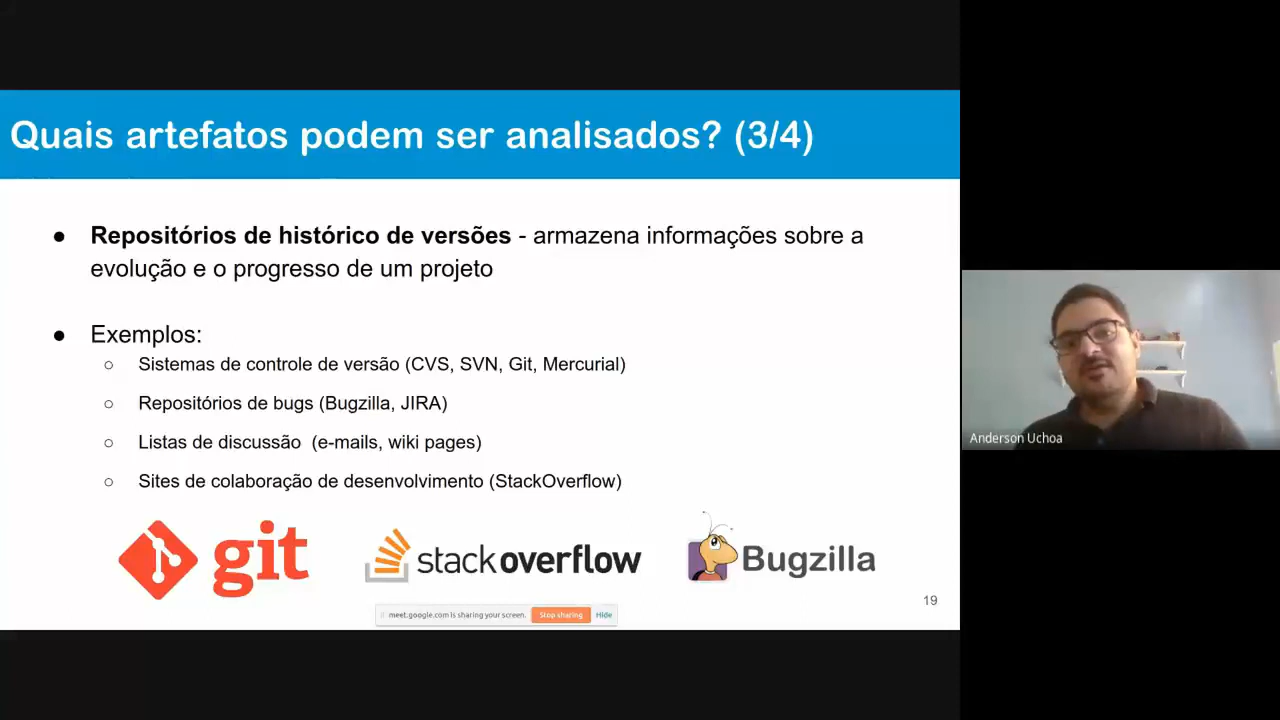 Quais artefatos podem ser analisados? (3/4)
● Repositórios de histórico de versões - armazena informações sobre a
evolução e o progresso de um projeto
● Exemplos:
○ Sistemas de controle de versão (CVS, SVN, Git, Mercurial)
○ Repositórios de bugs (Bugzilla, JIRA)
○ Listas de discussão (e-mails, wiki pages)
○ Sites de colaboração de desenvolvimento (StackOverflow)
git
stackoverflow
Bugzilla
19
meet.google.com is sharing your screen. Stop sharing Hide
Anderson Uchoa